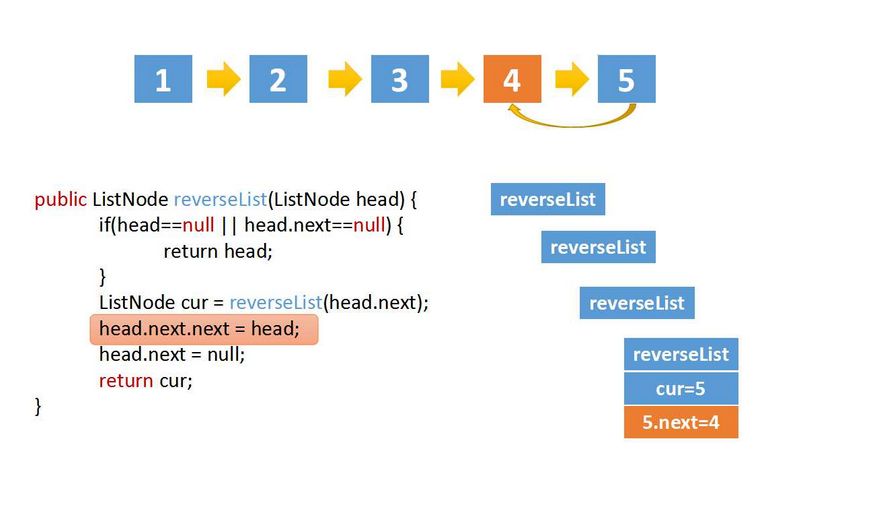 1 2 3 4 5
public ListNode reverseList(ListNode head) {
if(head==null || head.next==null) {
return head;
}
ListNode cur = reverseList(head.next);
head.next.next = head;
head.next = null;
return cur;
}
reverseList
reverseList
reverseList
reverseList
cur=5
5.next=4